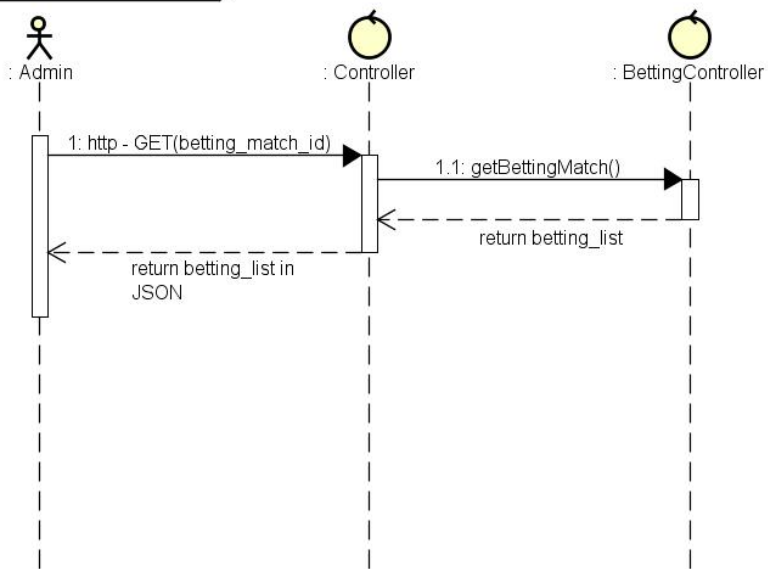 : Admin
: Controller
: BettingController
1: http - GET(betting_match_id)
1.1: getBettingMatch()
return betting_list
return betting_list in
JSON